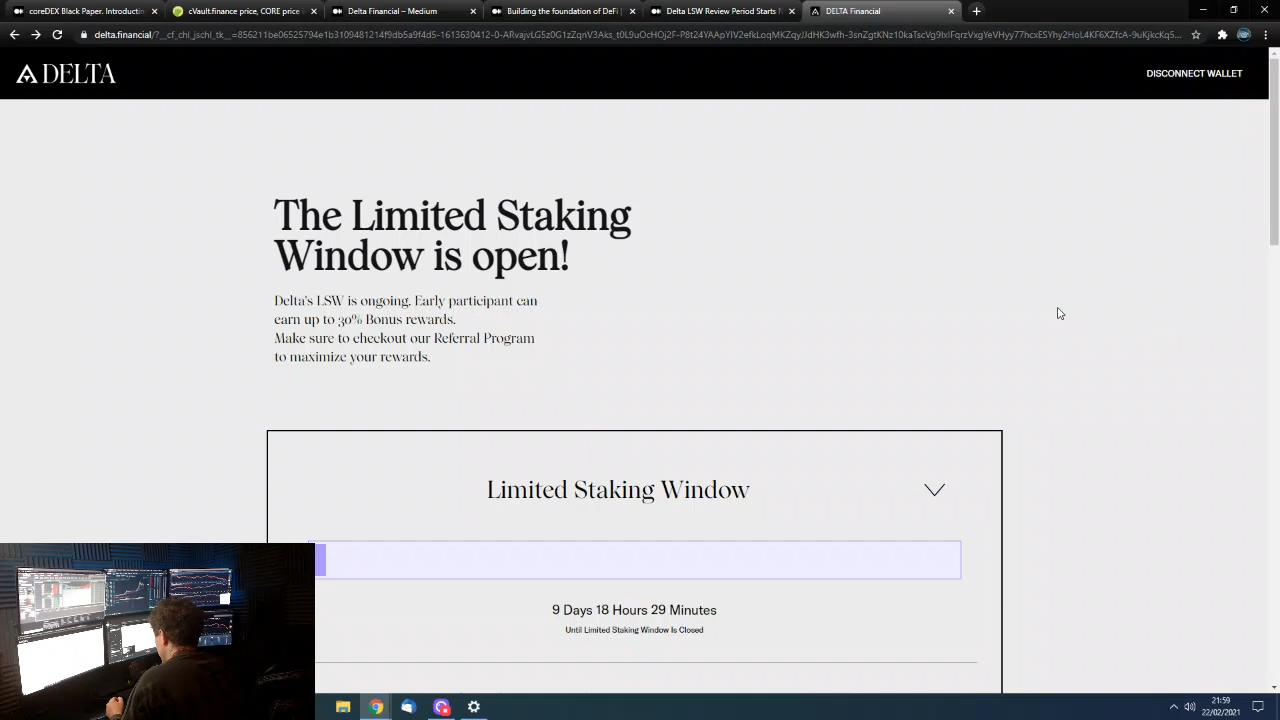 coreDEX Black Paper. Introducti
cVault.finance price, CORE price
Delta Financial – Medium
Building the foundation of DeFi
Delta LSW Review Period Starts N
DELTA Financial
DELTA
DISCONNECT WALLET
The Limited Staking
Window is open!
Delta's LSW is ongoing. Early participant can
earn up to 30% Bonus rewards.
Make sure to checkout our Referral Program
to maximize your rewards.
Limited Staking Window
9 Days 18 Hours 29 Minutes
Until Limited Staking Window Is Closed
21:59
22/02/2021